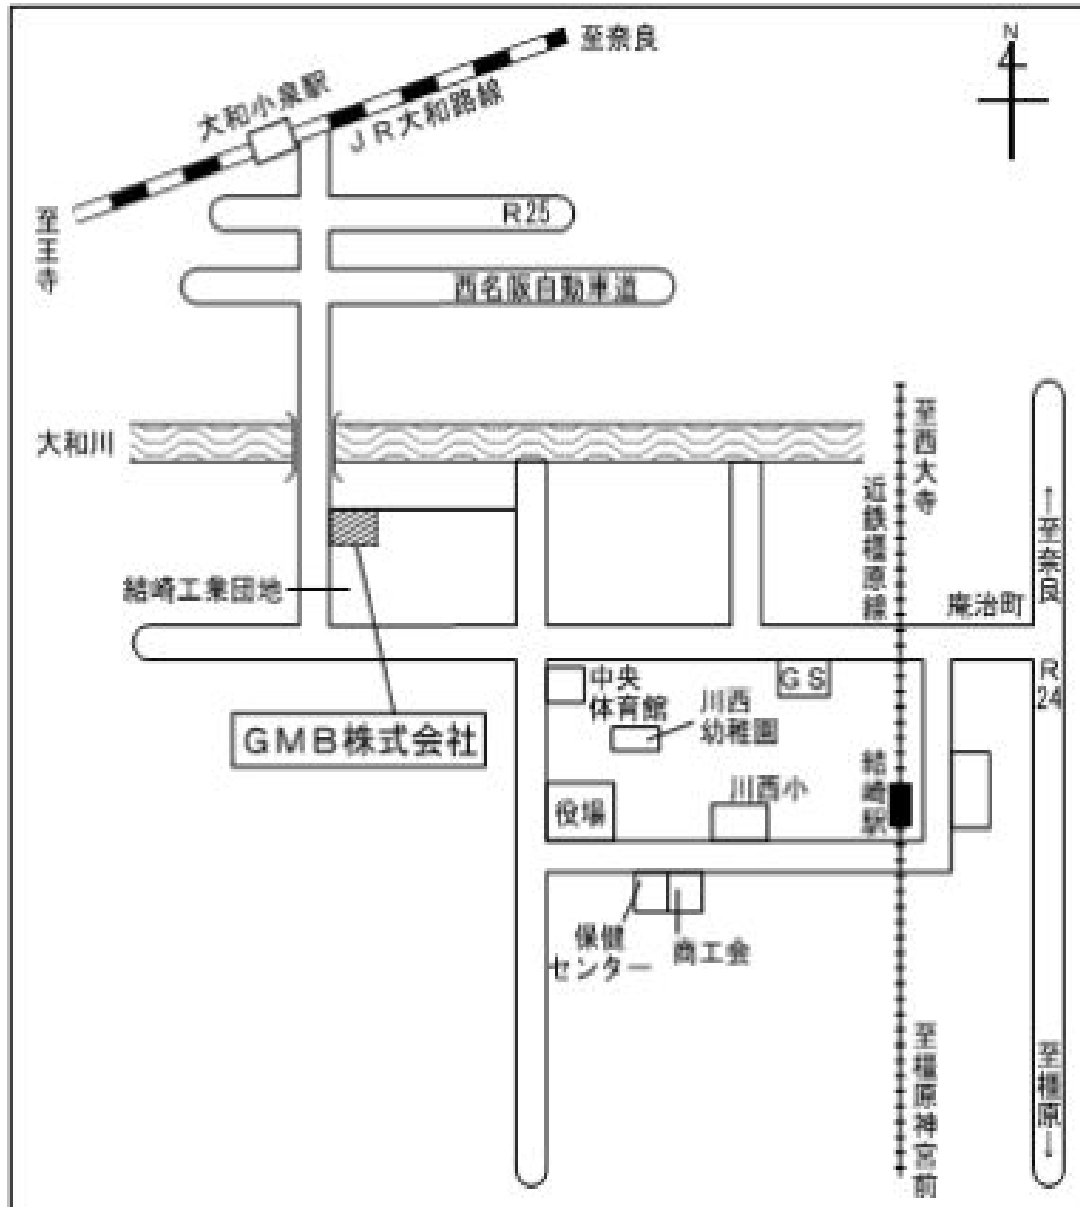 N
至奈良
大和小泉駅
JR大和路線
至王寺
R25
西名阪自動車道
大和川
至西大寺
近鉄橿原線
←至奈良
庵治町
結崎工業団地
R24
中央
体育館
GS
川西
幼稚園
GMB株式会社
結崎駅
川西小
役場
保健
センター
商工会
至橿原神宮前
至橿原→